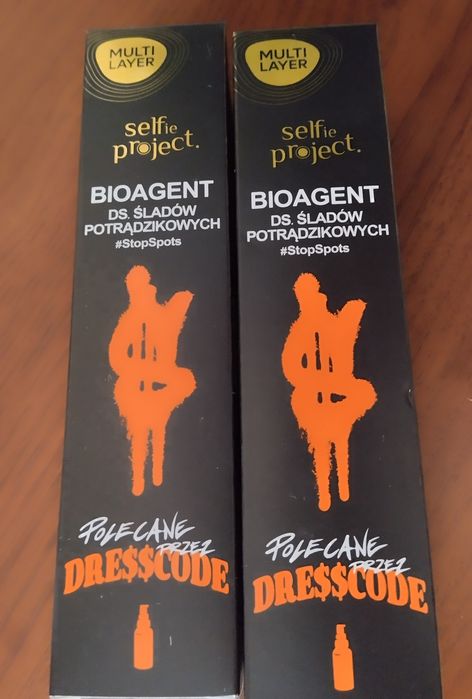 MULTI
LAYER
selfie
project.
BIOAGENT
DS. ŚLADÓW
POTRĄDZIKOWYCH
#StopSpots
POLECANE
PRZEZ
DRE$$CODE
MULTI
LAYER
selfie
project.
BIOAGENT
DS. ŚLADÓW
POTRĄDZIKOWYCH
#StopSpots
POLECANE
PRZEZ
DRE$$CODE